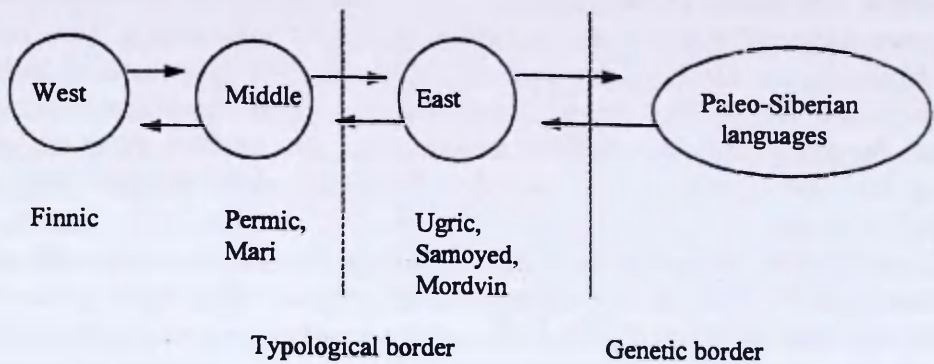 West
Middle
East
Paleo-Siberian
languages
Finnic
Permic,
Mari
Ugric,
Samoyed,
Mordvin
Typological border
Genetic border